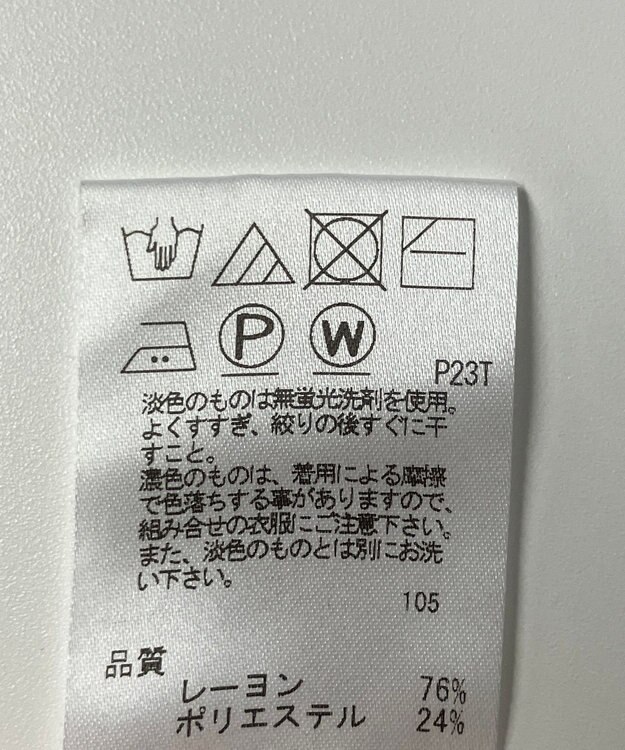 P W P23T
淡色のものは無蛍光洗剤を使用。
よくすすぎ、絞りの後すぐに干
すこと。
濃色のものは、着用による摩擦
で色落ちする事がありますので、
組み合せの衣服にご注意下さい。
また、淡色のものとは別にお洗
い下さい。
105
品質
レーヨン 76%
ポリエステル 24%